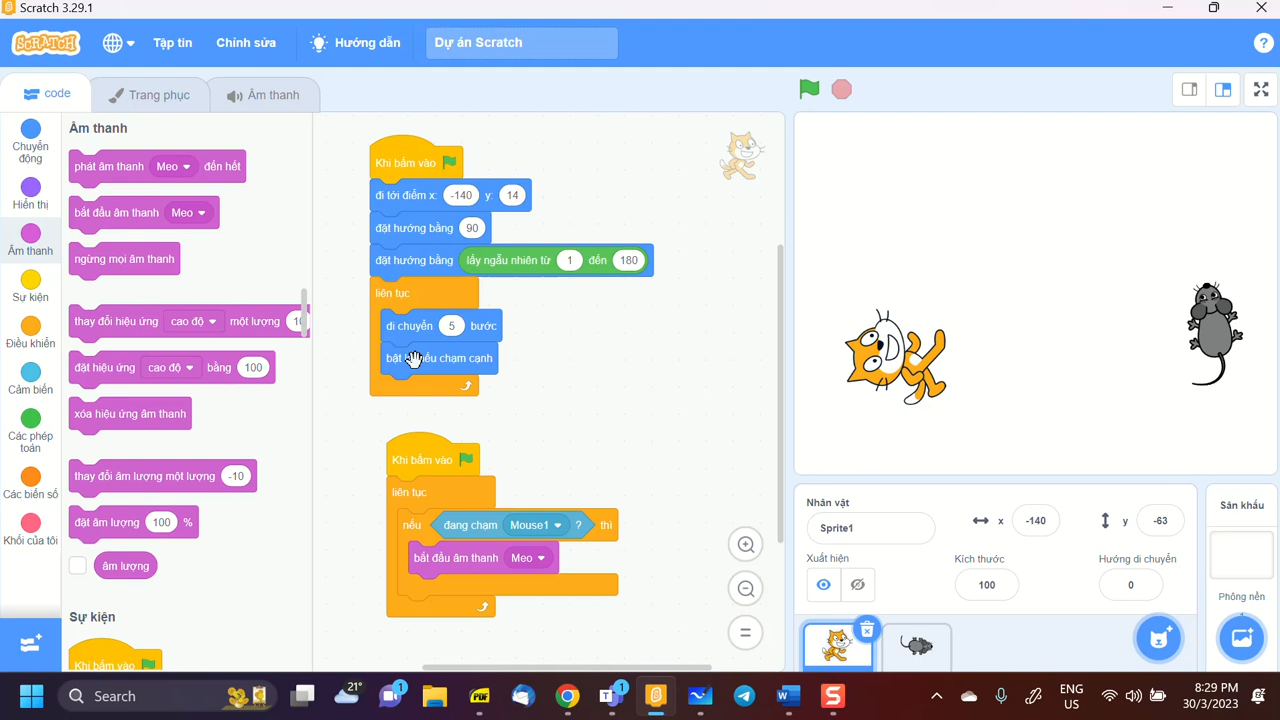 Scratch 3.29.1
SCRATCH
Tập tin
Chỉnh sửa
Hướng dẫn
Dự án Scratch
?
code
Trang phục
Âm thanh
Chuyển động
Hiển thị
Âm thanh
Sự kiện
Điều khiển
Cảm biến
Các phép toán
Các biến số
Khối của tôi
Âm thanh
phát âm thanh Meo đến hết
bắt đầu âm thanh Meo
ngừng mọi âm thanh
thay đổi hiệu ứng cao độ một lượng
đặt hiệu ứng cao độ bằng 100
xóa hiệu ứng âm thanh
thay đổi âm lượng một lượng -10
đặt âm lượng 100 %
âm lượng
Sự kiện
Khi bấm vào
Khi bấm vào
đi tới điểm x: -140 y: 14
đặt hướng bằng 90
đặt hướng bằng lấy ngẫu nhiên từ 1 đến 180
liên tục
di chuyển 5 bước
bật nếu chạm cạnh
Khi bấm vào
liên tục
nếu đang chạm Mouse1 ? thì
bắt đầu âm thanh Meo
Nhân vật
Sprite1
x -140
y -63
Xuất hiện
Kích thước
100
Hướng di chuyển
0
Sân khấu
Phông nền
1
Search
21°
1
1
ENG
US
8:29 PM
30/3/2023